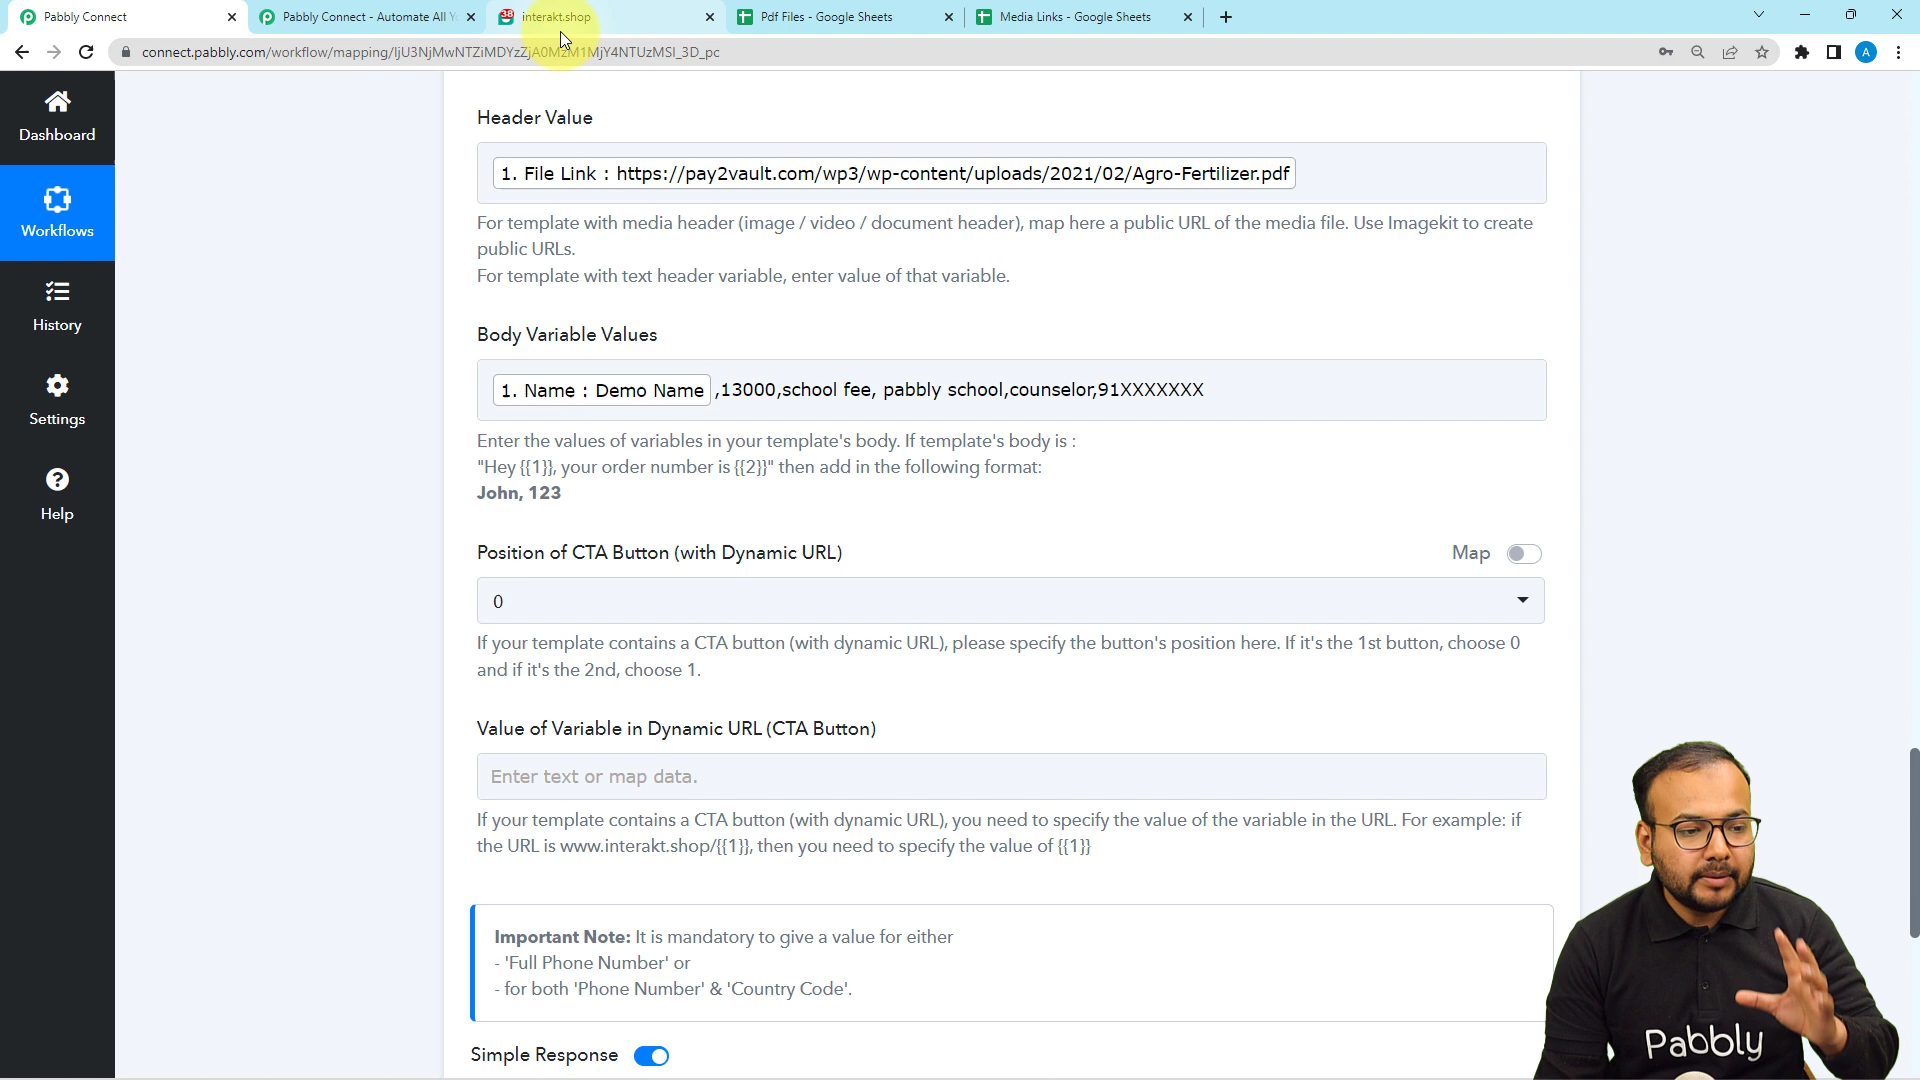 Pabbly Connect
Pabbly Connect - Automate All Yo
38
interakt.shop
Pdf Files - Google Sheets
Media Links - Google Sheets
connect.pabbly.com/workflow/mapping/IjU3NjMwNTZiMDYzZjA0MzM1MjY4NTUzMSI_3D_pc
A
Dashboard
Workflows
History
Settings
Help
Header Value
1. File Link : https://pay2vault.com/wp3/wp-content/uploads/2021/02/Agro-Fertilizer.pdf
For template with media header (image / video / document header), map here a public URL of the media file. Use Imagekit to create
public URLs.
For template with text header variable, enter value of that variable.
Body Variable Values
1. Name : Demo Name ,13000,school fee, pabbly school,counselor,91XXXXXXX
Enter the values of variables in your template's body. If template's body is :
"Hey {{1}}, your order number is {{2}}" then add in the following format:
John, 123
Position of CTA Button (with Dynamic URL)
Map
0
If your template contains a CTA button (with dynamic URL), please specify the button's position here. If it's the 1st button, choose 0
and if it's the 2nd, choose 1.
Value of Variable in Dynamic URL (CTA Button)
Enter text or map data.
If your template contains a CTA button (with dynamic URL), you need to specify the value of the variable in the URL. For example: if
the URL is www.interakt.shop/{{1}}, then you need to specify the value of {{1}}
Important Note: It is mandatory to give a value for either
- 'Full Phone Number' or
- for both 'Phone Number' & 'Country Code'.
Simple Response
Pabbly